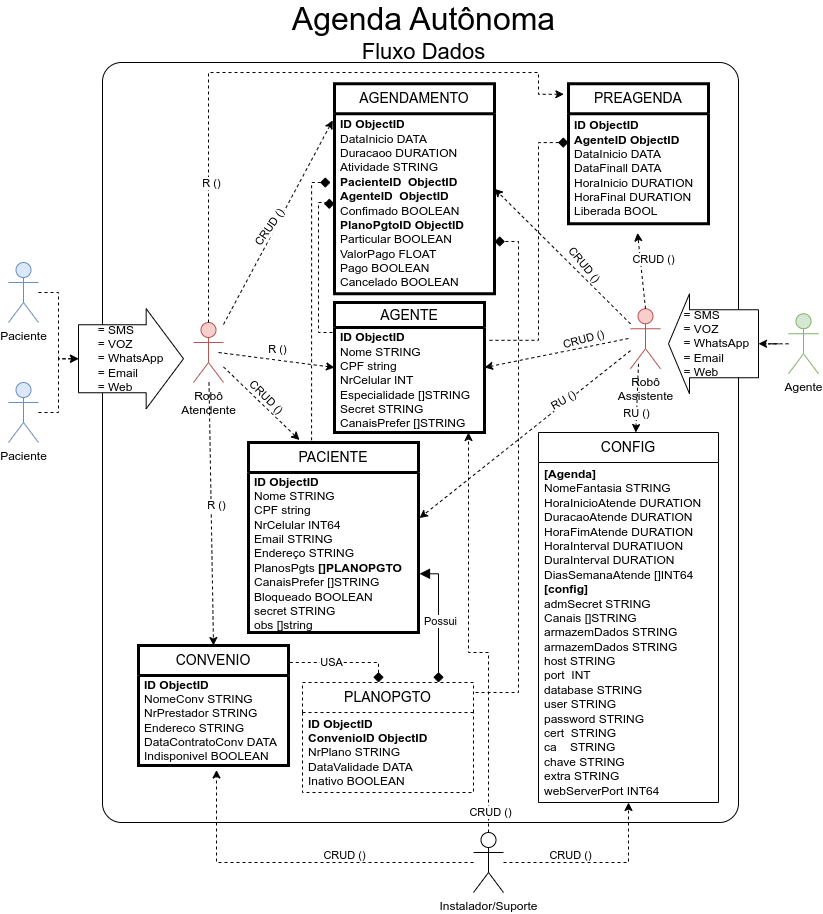 Agenda Autônoma
Fluxo Dados
AGENDAMENTO
ID ObjectID
DataInicio DATA
Duracaoo DURATION
Atividade STRING
PacienteID ObjectID
AgenteID ObjectID
Confimado BOOLEAN
PlanoPgtoID ObjectID
Particular BOOLEAN
ValorPago FLOAT
Pago BOOLEAN
Cancelado BOOLEAN
PREAGENDA
ID ObjectID
AgenteID ObjectID
DataInicio DATA
DataFinall DATA
HoraInicio DURATION
HoraFinal DURATION
Liberada BOOL
R ()
CRUD ()
CRUD ()
CRUD ()
Paciente
Paciente
= SMS
= VOZ
= WhatsApp
= Email
= Web
Robô
Atendente
R ()
CRUD ()
R ()
AGENTE
ID ObjectID
Nome STRING
CPF string
NrCelular INT
Especialidade []STRING
Secret STRING
CanaisPrefer []STRING
CRUD ()
RU ()
Robô
Assistente
RU ()
= SMS
= VOZ
= WhatsApp
= Email
= Web
Agente
PACIENTE
ID ObjectID
Nome STRING
CPF string
NrCelular INT64
Email STRING
Endereço STRING
PlanosPgts []PLANOPGTO
CanaisPrefer []STRING
Bloqueado BOOLEAN
secret STRING
obs []string
Possui
CONFIG
[Agenda]
NomeFantasia STRING
HoraInicioAtende DURATION
DuracaoAtende DURATION
HoraFimAtende DURATION
HoraInterval DURATIUON
DuraInterval DURATION
DiasSemanaAtende []INT64
[config]
admSecret STRING
Canais []STRING
armazemDados STRING
armazemDados STRING
host STRING
port INT
database STRING
user STRING
password STRING
cert STRING
ca STRING
chave STRING
extra STRING
webServerPort INT64
CONVENIO
ID ObjectID
NomeConv STRING
NrPrestador STRING
Endereco STRING
DataContratoConv DATA
Indisponivel BOOLEAN
USA
PLANOPGTO
ID ObjectID
ConvenioID ObjectID
NrPlano STRING
DataValidade DATA
Inativo BOOLEAN
CRUD ()
CRUD ()
CRUD ()
Instalador/Suporte